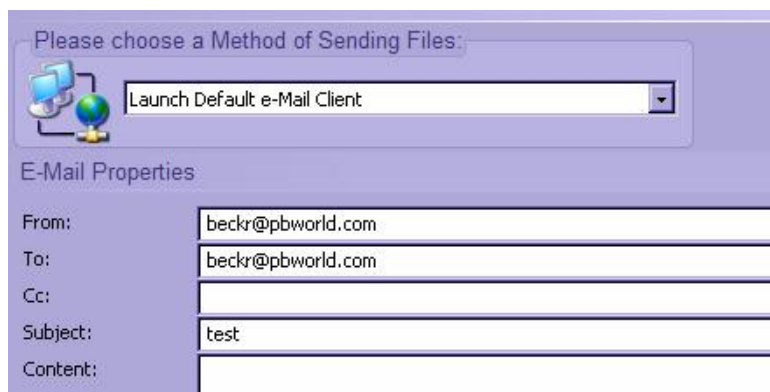 Please choose a Method of Sending Files:
Launch Default e-Mail Client
E-Mail Properties
From: beckr@pbworld.com
To: beckr@pbworld.com
Cc:
Subject: test
Content: